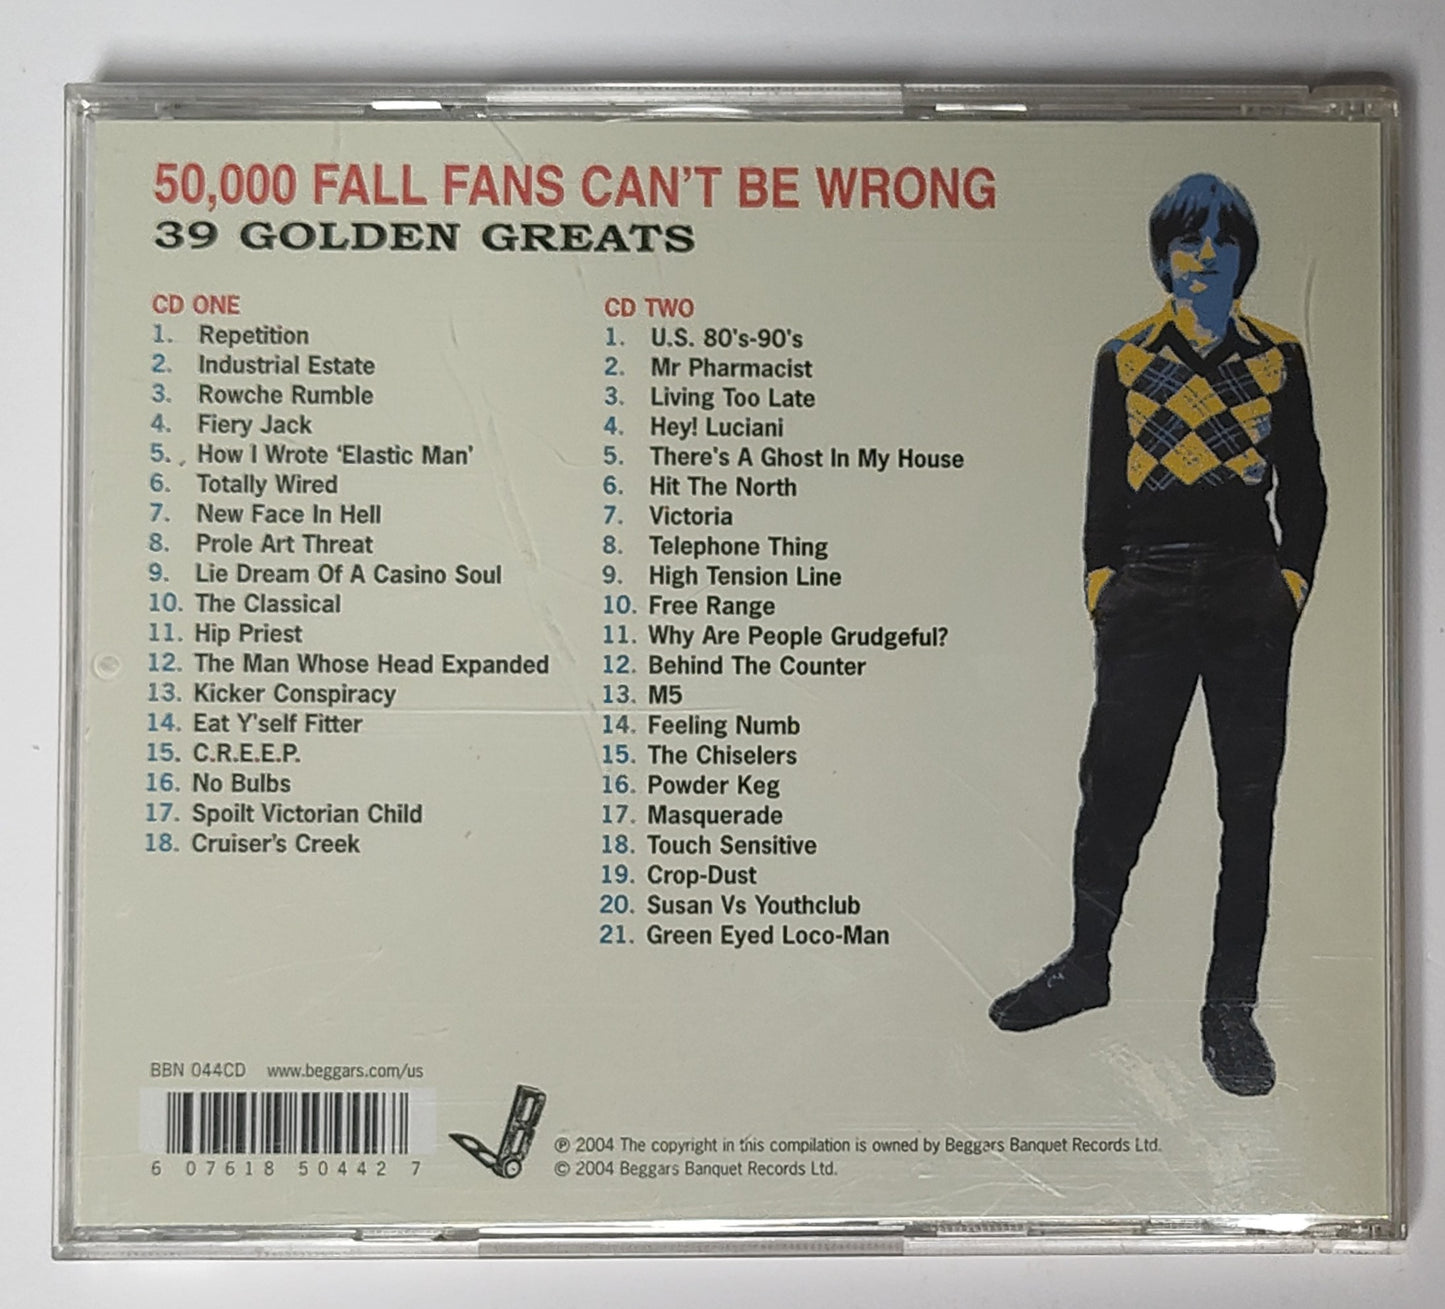 50,000 FALL FANS CAN'T BE WRONG
39 GOLDEN GREATS
CD ONE
1. Repetition
2. Industrial Estate
3. Rowche Rumble
4. Fiery Jack
5. How I Wrote ‘Elastic Man’
6. Totally Wired
7. New Face In Hell
8. Prole Art Threat
9. Lie Dream Of A Casino Soul
10. The Classical
11. Hip Priest
12. The Man Whose Head Expanded
13. Kicker Conspiracy
14. Eat Y'self Fitter
15. C.R.E.E.P.
16. No Bulbs
17. Spoilt Victorian Child
18. Cruiser's Creek
CD TWO
1. U.S. 80's-90's
2. Mr Pharmacist
3. Living Too Late
4. Hey! Luciani
5. There's A Ghost In My House
6. Hit The North
7. Victoria
8. Telephone Thing
9. High Tension Line
10. Free Range
11. Why Are People Grudgeful?
12. Behind The Counter
13. M5
14. Feeling Numb
15. The Chiselers
16. Powder Keg
17. Masquerade
18. Touch Sensitive
19. Crop-Dust
20. Susan Vs Youthclub
21. Green Eyed Loco-Man
BBN 044CD www.beggars.com/us
6 07618 50442 7
℗ 2004 The copyright in this compilation is owned by Beggars Banquet Records Ltd.
© 2004 Beggars Banquet Records Ltd.